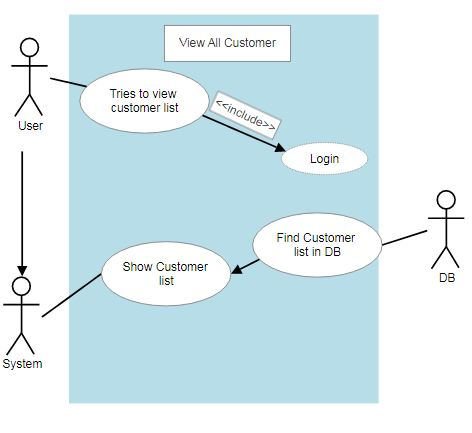 View All Customer
Tries to view
customer list
<<include>>
User
Login
Find Customer
list in DB
Show Customer
list
DB
System